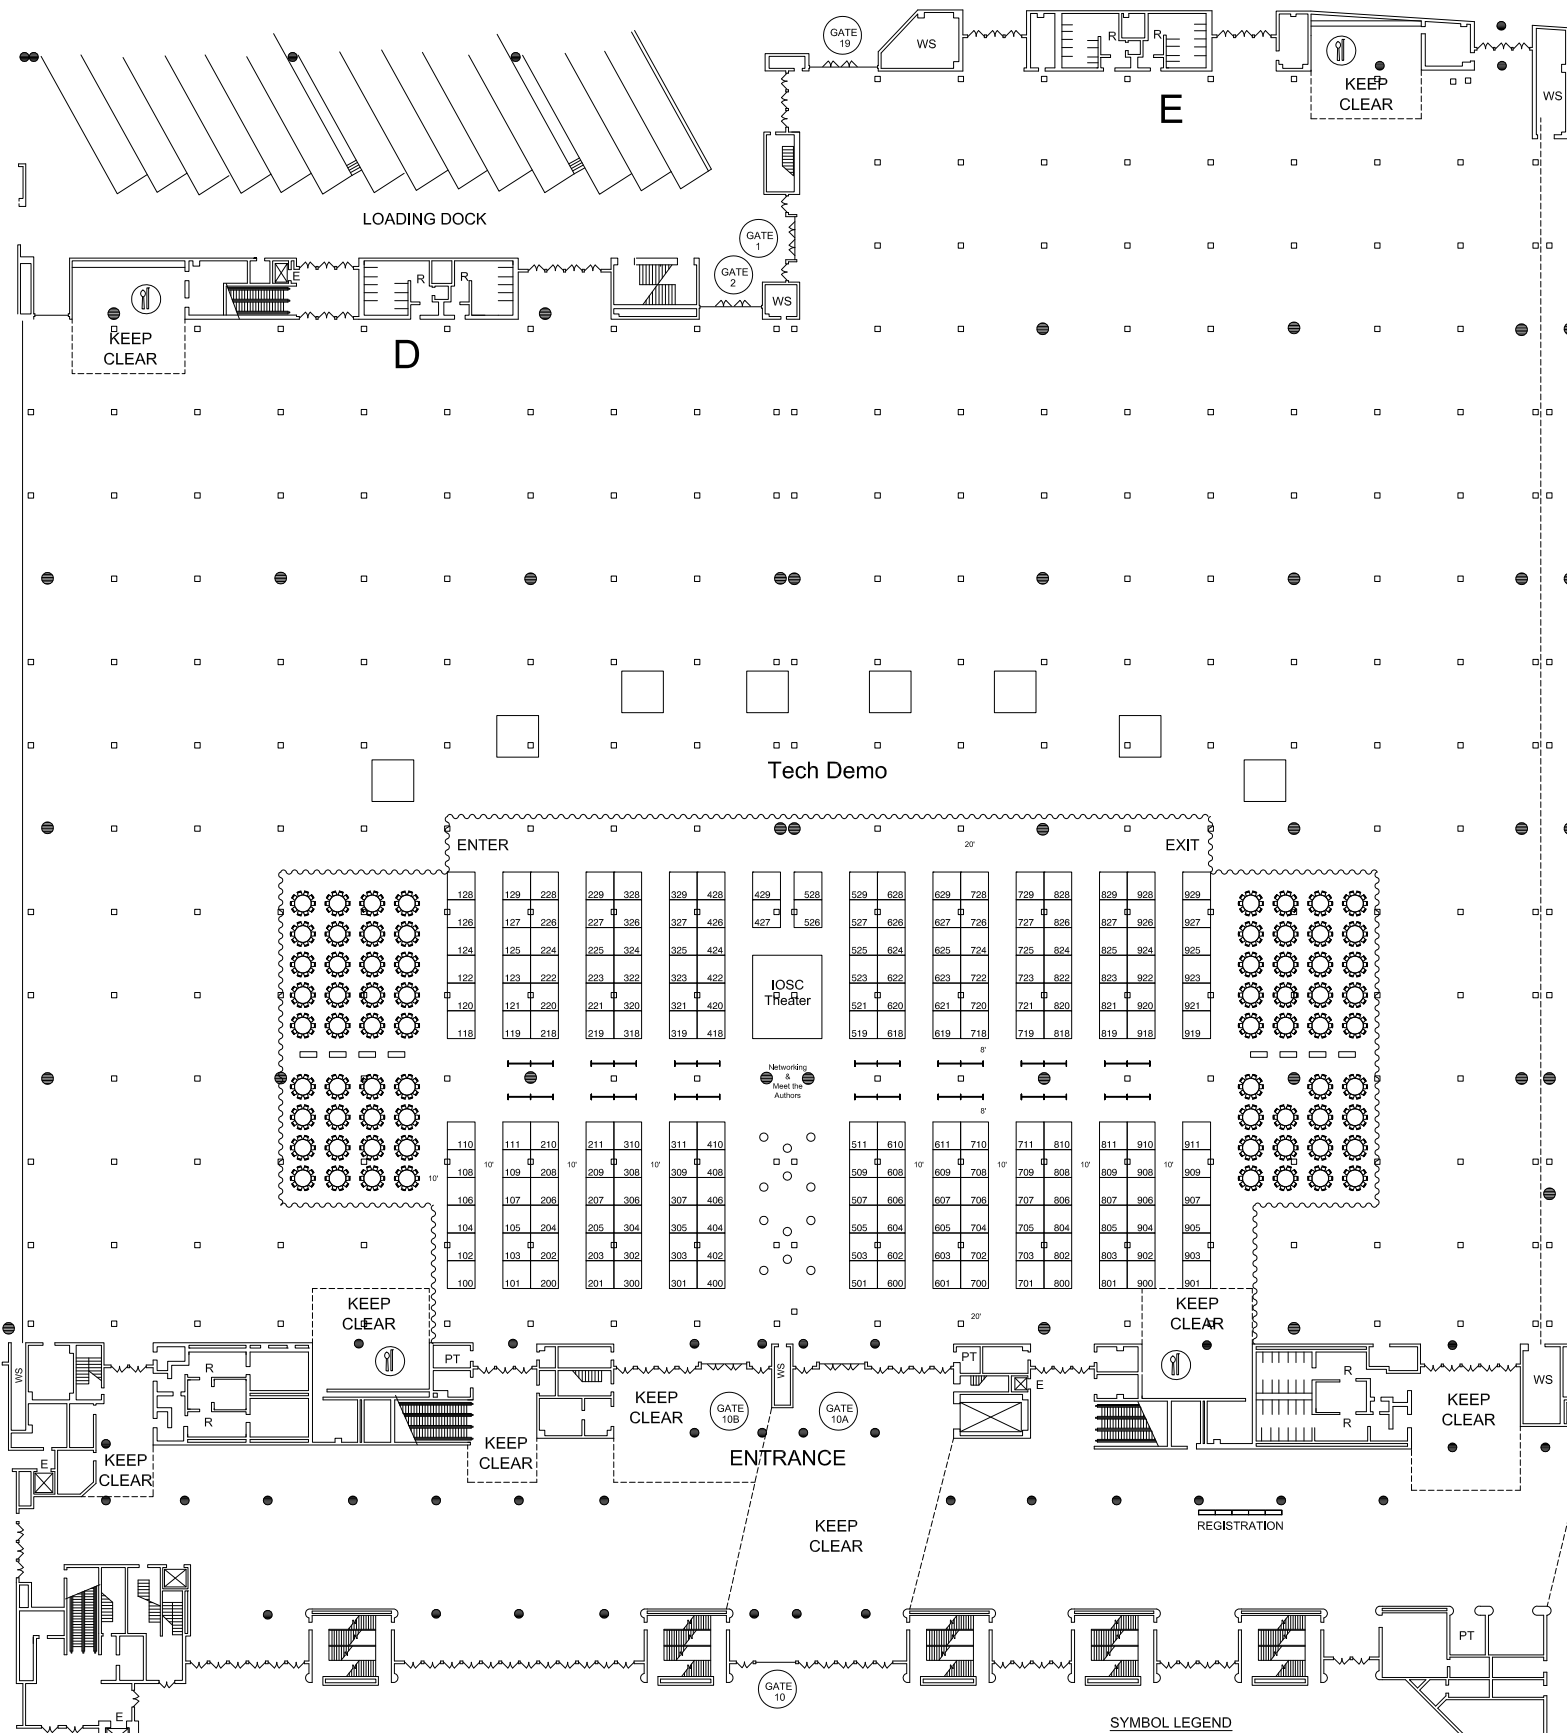 GATE
19
WS
R
R
KEEP
CLEAR
WS
E
LOADING DOCK
GATE
1
GATE
2
E
R
R
WS
KEEP
CLEAR
D
Tech Demo
ENTER
20'
EXIT
128 129 228 229 328 329 428 429 528 529 628 629 728 729 828 829 928 929
126 127 226 227 326 327 426 427 526 527 626 627 726 727 826 827 926 927
124 125 224 225 324 325 424 525 624 625 724 725 824 825 924 925
122 123 222 223 322 323 422 523 622 623 722 723 822 823 922 923
IOSC
Theater
120 121 220 221 320 321 420 521 620 621 720 721 820 821 920 921
118 119 218 219 318 319 418 519 618 619 718 719 818 819 918 919
8'
Networking
&
Meet the
Authors
8'
110 111 210 211 310 311 410 511 610 611 710 711 810 811 910 911
10' 10' 10' 10' 10' 10' 10'
108 109 208 209 308 309 408 509 608 609 708 709 808 809 908 909
10'
106 107 206 207 306 307 406 507 606 607 706 707 806 807 906 907
104 105 204 205 304 305 404 505 604 605 704 705 804 805 904 905
102 103 202 203 302 303 402 503 602 603 702 703 802 803 902 903
100 101 200 201 300 301 400 501 600 601 700 701 800 801 900 901
KEEP
CLEAR
20'
KEEP
CLEAR
WS
R
R
PT
WS
PT
E
R
R
WS
KEEP
CLEAR
GATE
10B
GATE
10A
KEEP
CLEAR
KEEP
CLEAR
KEEP
CLEAR
ENTRANCE
E
KEEP
CLEAR
REGISTRATION
PT
GATE
10
E
SYMBOL LEGEND